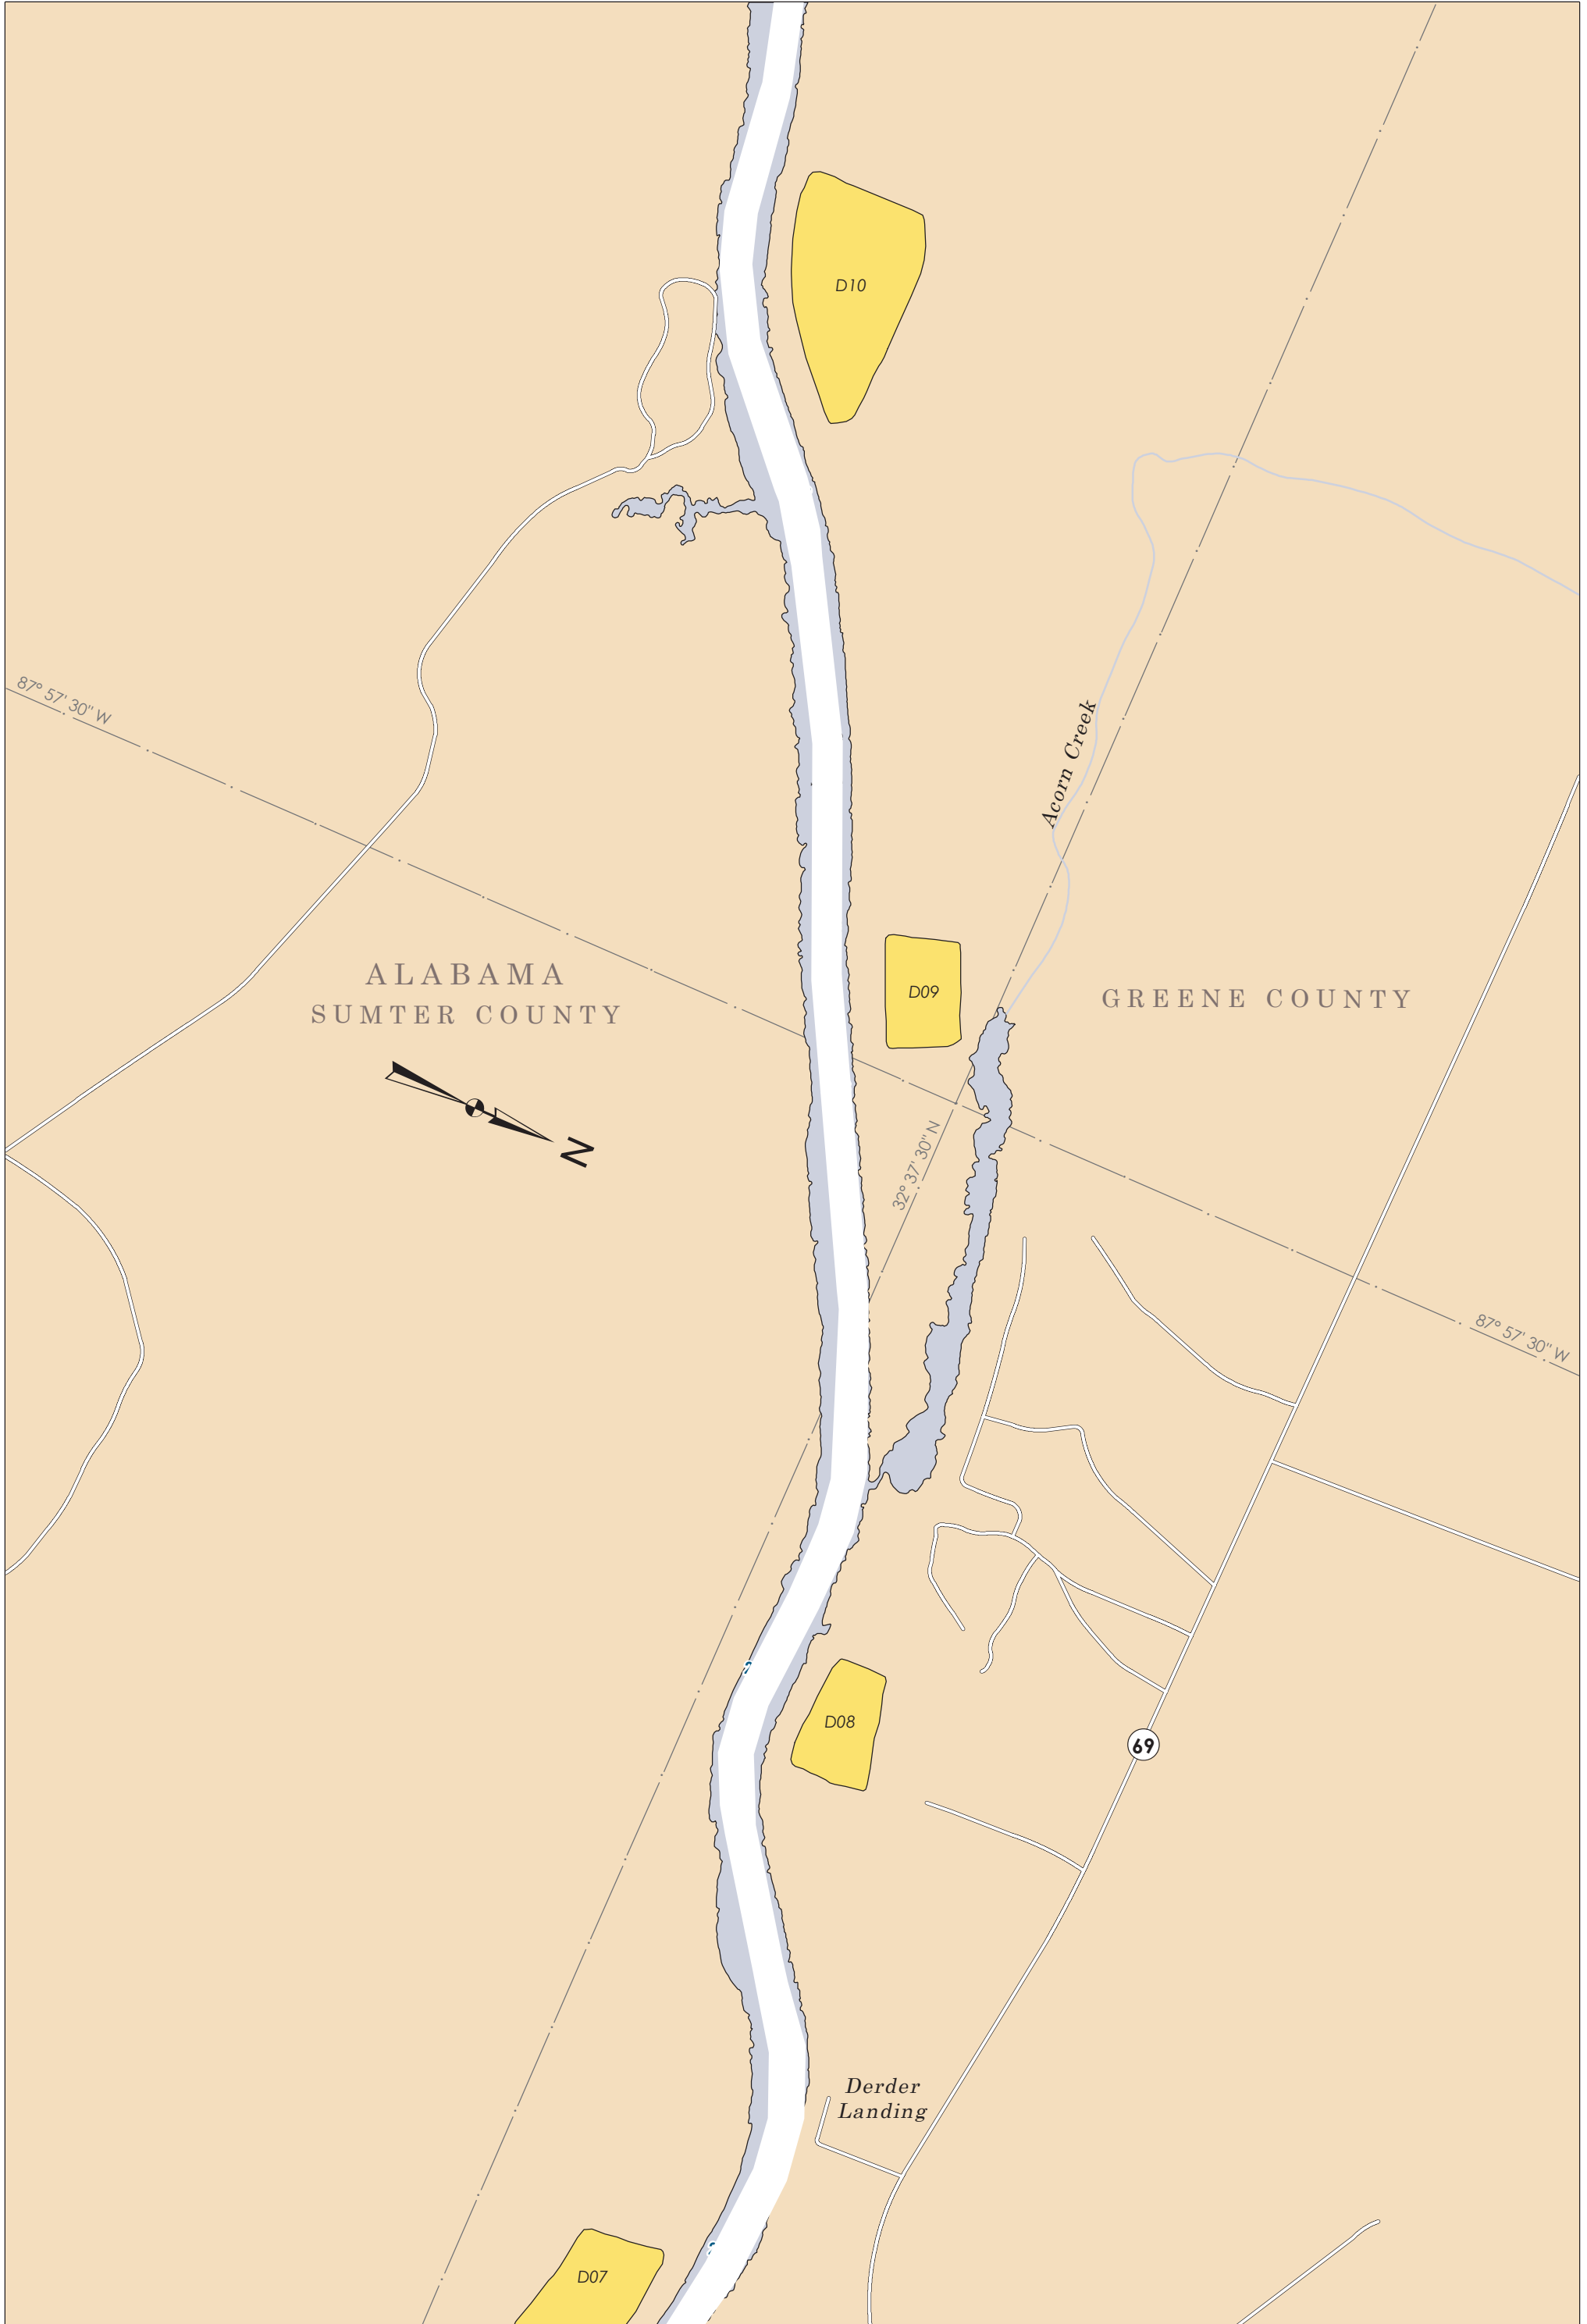 D10
87° 57' 30" W
Acorn Creek
ALABAMA
SUMTER COUNTY
D09
GREENE COUNTY
N
32° 37' 30" N
87° 57' 30" W
D08
69
Derder
Landing
D07